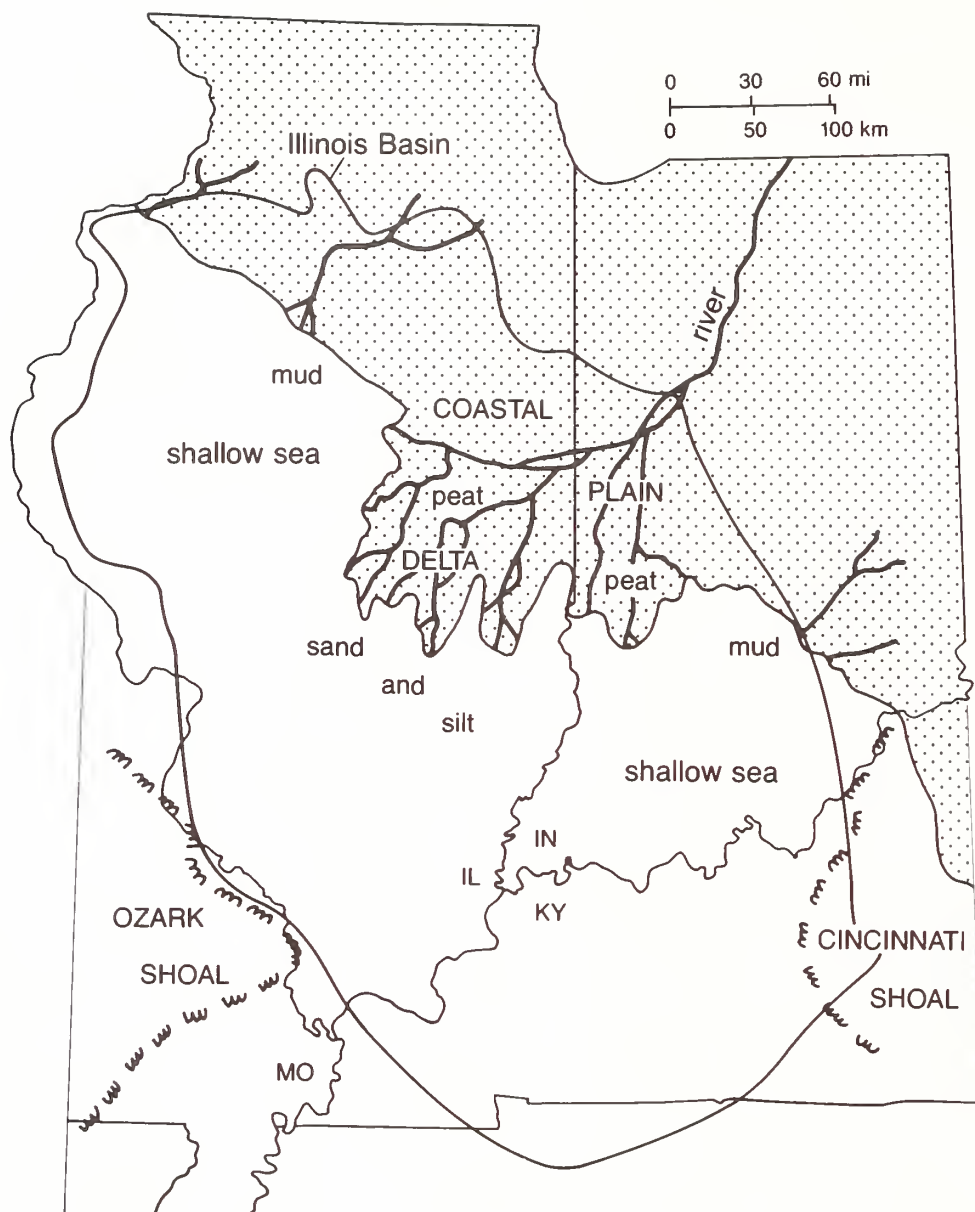 0 30 60 mi
0 50 100 km
Illinois Basin
river
mud
COASTAL
shallow sea
peat
PLAIN
DELTA
peat
sand
and
silt
mud
shallow sea
IN
IL
KY
OZARK
SHOAL
CINCINNATI
SHOAL
MO